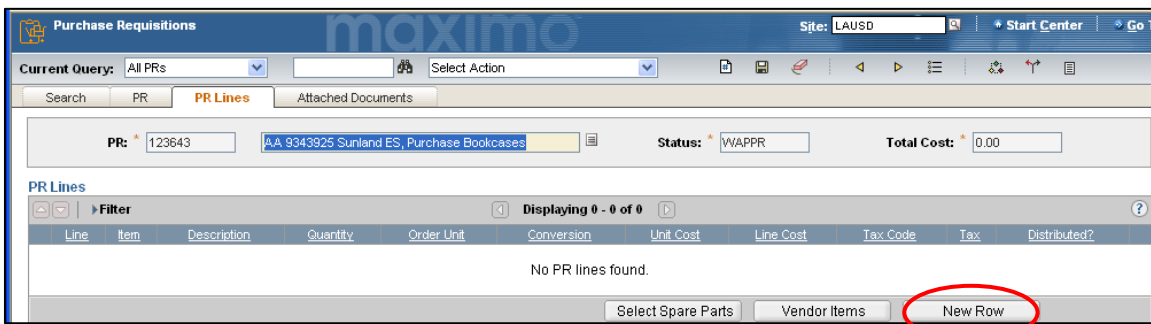 Purchase Requisitions maximo Site: LAUSD Start Center Go T
Current Query: All PRs Select Action
Search PR PR Lines Attached Documents
PR: * 123643 AA 9343925 Sunland ES, Purchase Bookcases Status: * WAPPR Total Cost: * 0.00
PR Lines
Filter Displaying 0 - 0 of 0 ?
Line Item Description Quantity Order Unit Conversion Unit Cost Line Cost Tax Code Tax Distributed?
No PR lines found.
Select Spare Parts Vendor Items New Row